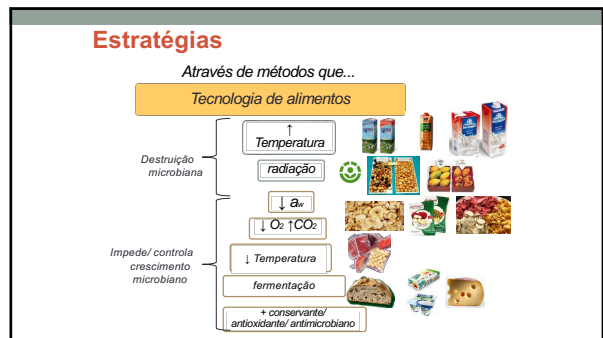 Estratégias
Através de métodos que...
Tecnologia de alimentos
↑
Temperatura
Destruição
microbiana
radiação
↓ aw
↓ O₂ ↑CO₂
Impede/ controla
crescimento
microbiano
↓ Temperatura
fermentação
+ conservante/
antioxidante/ antimicrobiano